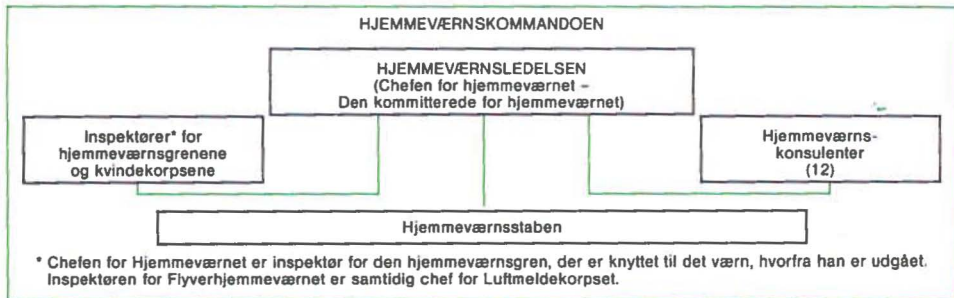 HJEMMEVÆRNSKOMMANDOEN
HJEMMEVÆRNSLEDELSEN
(Chefen for hjemmeværnet –
Den kommitterede for hjemmeværnet)
Inspektører* for
hjemmeværnsgrenene
og kvindekorpsene
Hjemmeværns-
konsulenter
(12)
Hjemmeværnsstaben
* Chefen for Hjemmeværnet er inspektør for den hjemmeværnsgren, der er knyttet til det værn, hvorfra han er udgået.
Inspektøren for Flyverhjemmeværnet er samtidig chef for Luftmeldekorpset.